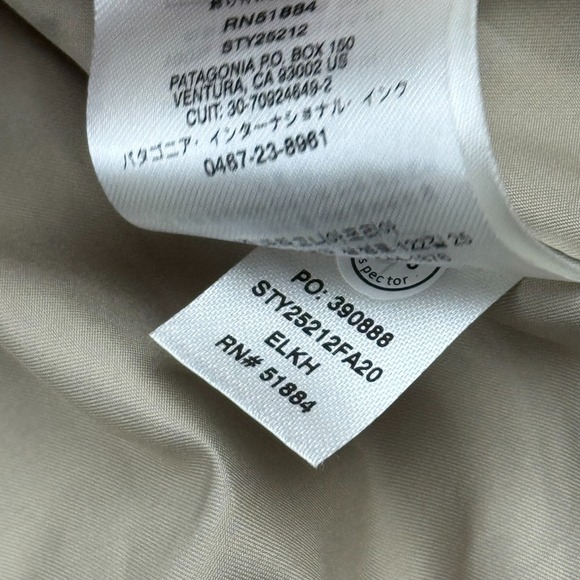 RN51884
STY25212
PATAGONIA P.O. BOX 150
VENTURA, CA 93002 US
CUIT: 30-70924649-2
パタゴニア・インターナショナル・インク
0467-23-8961
spector
PO: 390888
STY25212FA20
ELKH
RN# 51884